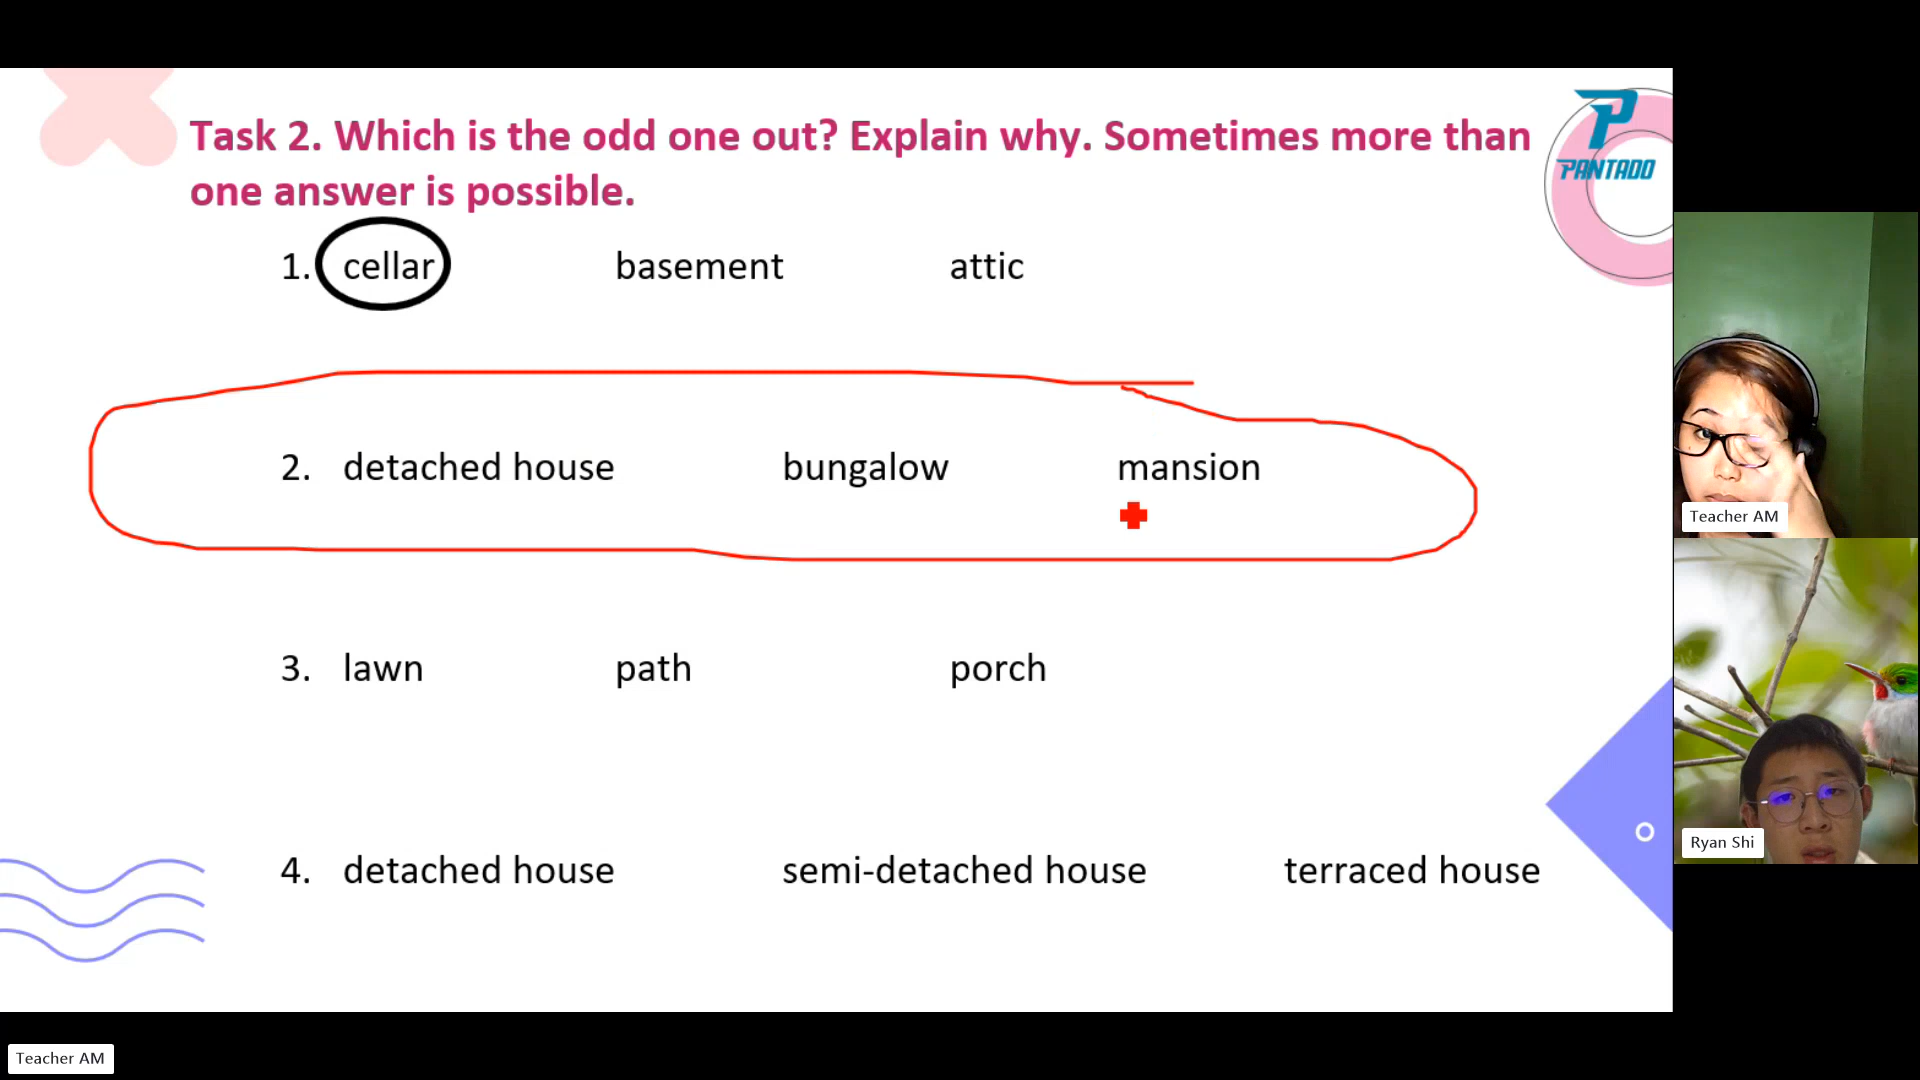 Task 2. Which is the odd one out? Explain why. Sometimes more than
one answer is possible.
PANTADO
1. cellar basement attic
2. detached house bungalow mansion
3. lawn path porch
4. detached house semi-detached house terraced house
Teacher AM
Ryan Shi
Teacher AM